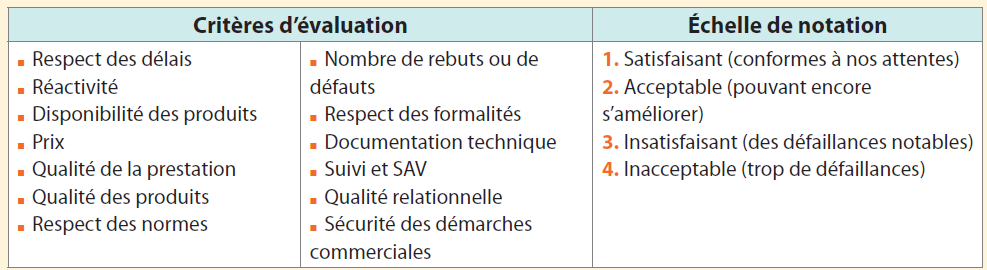 Critères d’évaluation
Échelle de notation
▪ Respect des délais
▪ Réactivité
▪ Disponibilité des produits
▪ Prix
▪ Qualité de la prestation
▪ Qualité des produits
▪ Respect des normes
▪ Nombre de rebuts ou de
défauts
▪ Respect des formalités
▪ Documentation technique
▪ Suivi et SAV
▪ Qualité relationnelle
▪ Sécurité des démarches
commerciales
1. Satisfaisant (conformes à nos attentes)
2. Acceptable (pouvant encore
s’améliorer)
3. Insatisfaisant (des défaillances notables)
4. Inacceptable (trop de défaillances)